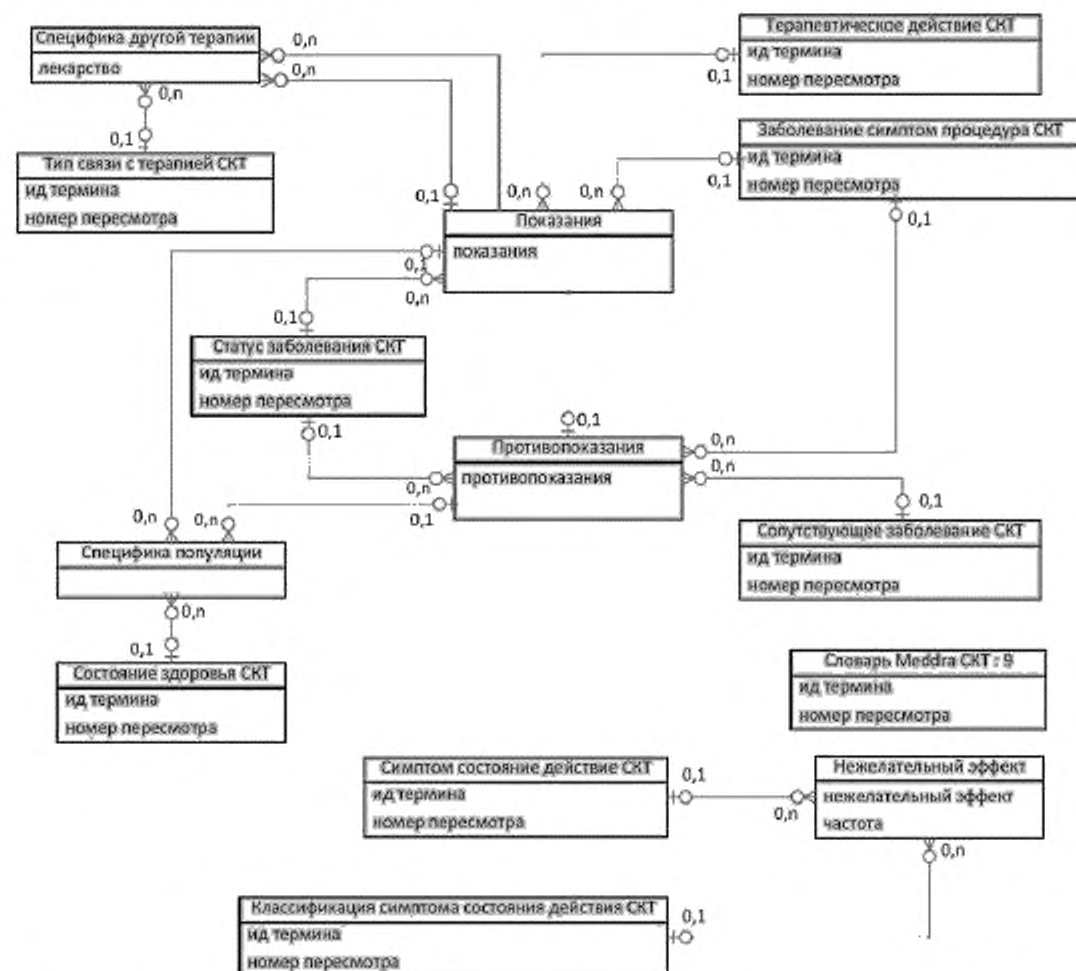 Специфика другой терапии
лекарство
0,n
0,n
0,n
0,1
Тип связи с терапией СКТ
ид термина
номер пересмотра
Терапевтическое действие СКТ
ид термина
номер пересмотра
0,1
Заболевание симптом процедура СКТ
ид термина
номер пересмотра
0,1
0,1
0,1
0,n
0,n
Показания
показания
0,1
0,n
0,1
Статус заболевания СКТ
ид термина
номер пересмотра
0,1
0,1
Противопоказания
противопоказания
0,n
0,n
0,n
0,1
0,1
Сопутствующее заболевание СКТ
ид термина
номер пересмотра
0,n
0,n
Специфика популяции
0,n
0,1
Состояние здоровья СКТ
ид термина
номер пересмотра
Словарь Meddra СКТ : 9
ид термина
номер пересмотра
Симптом состояние действие СКТ
ид термина
номер пересмотра
0,1
0,n
Нежелательный эффект
нежелательный эффект
частота
0,n
Классификация симптома состояния действия СКТ
ид термина
номер пересмотра
0,1